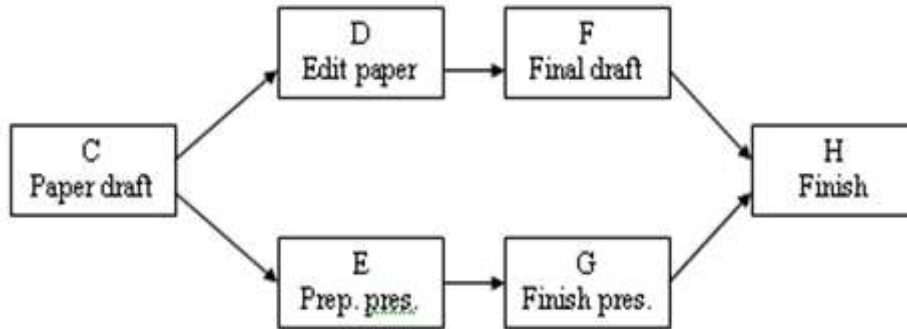 D
Edit paper
F
Final draft
C
Paper draft
H
Finish
E
Prep. pres.
G
Finish pres.